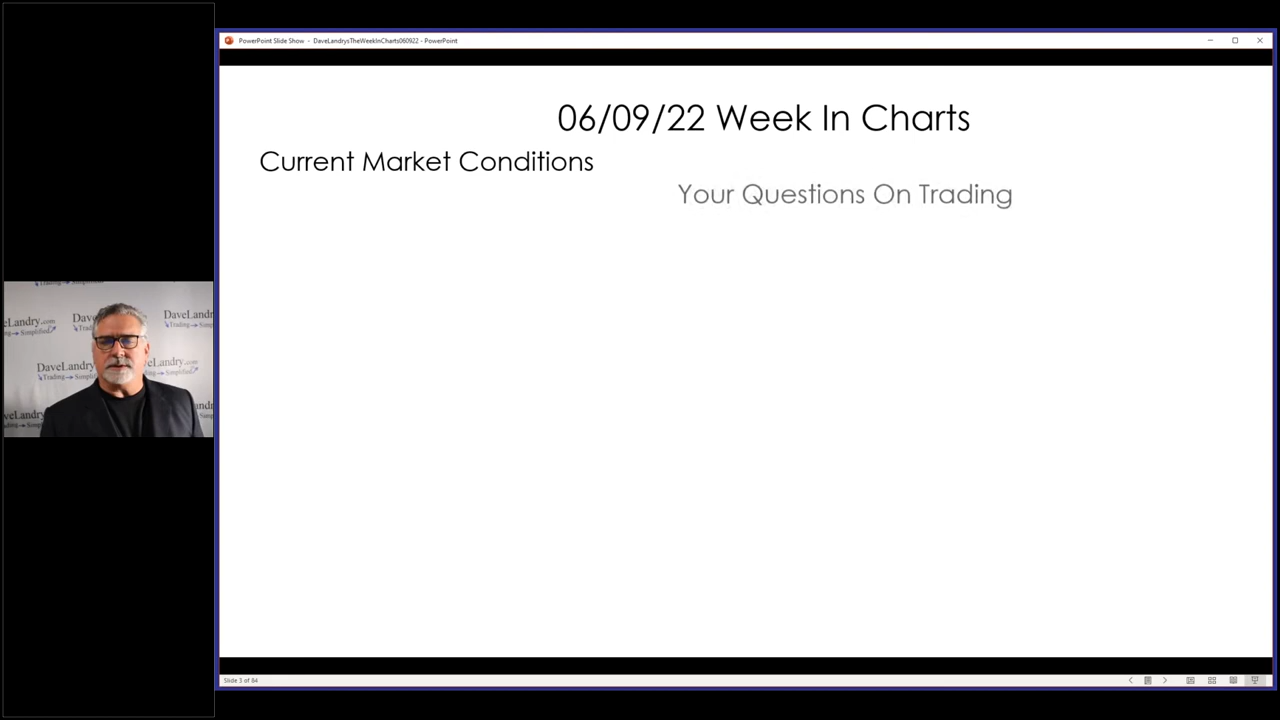 PowerPoint Slide Show - DaveLandrysTheWeekInCharts060922 - PowerPoint
06/09/22 Week In Charts
Current Market Conditions
Your Questions On Trading
DaveLandry.com
Trading Simplified
Slide 3 of 84